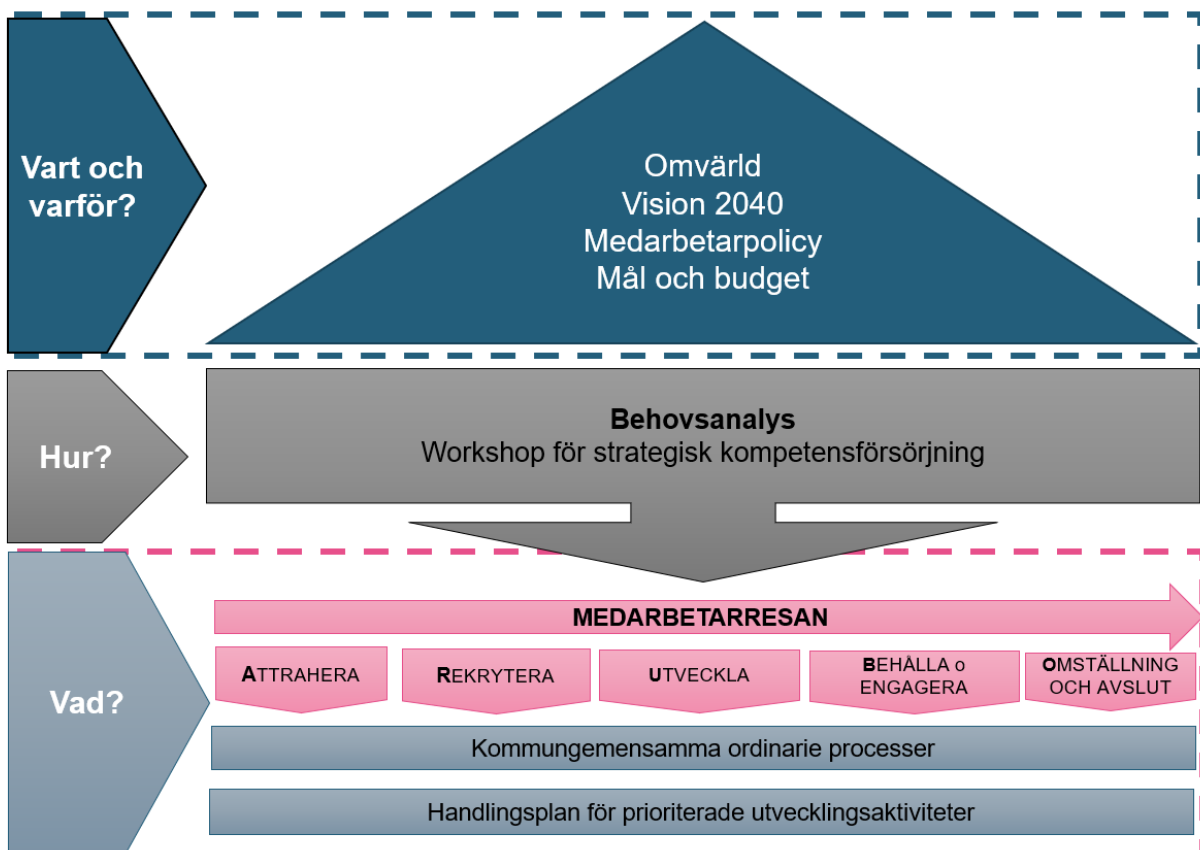 Vart och
varför?
Omvärld
Vision 2040
Medarbetarpolicy
Mål och budget
Hur?
Behovsanalys
Workshop för strategisk kompetensförsörjning
Vad?
MEDARBETARRESAN
ATTRAHERA
REKRYTERA
UTVECKLA
BEHÅLLA o
ENGAGERA
OMSTÄLLNING
OCH AVSLUT
Kommungemensamma ordinarie processer
Handlingsplan för prioriterade utvecklingsaktiviteter